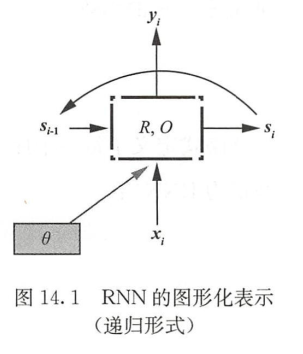 y_i
s_{i-1}
R, O
s_i
θ
x_i
图 14.1 RNN 的图形化表示
（递归形式）